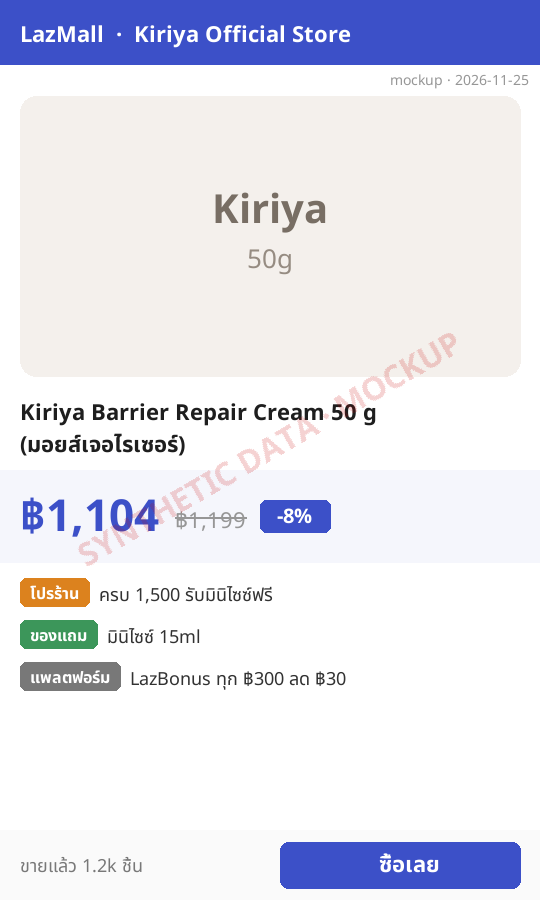 LazMall · Kiriya Official Store
mockup · 2026-11-25
Kiriya
50g
Kiriya Barrier Repair Cream 50 g
(มอยส์เจอไรเซอร์)
฿1,104 ฿1,199 -8%
SYNTHETIC DATA · MOCKUP
โปรร้าน ครบ 1,500 รับมินิไซซ์ฟรี
ของแถม มินิไซซ์ 15ml
แพลตฟอร์ม LazBonus ทุก ฿300 ลด ฿30
ขายแล้ว 1.2k ชิ้น ซื้อเลย